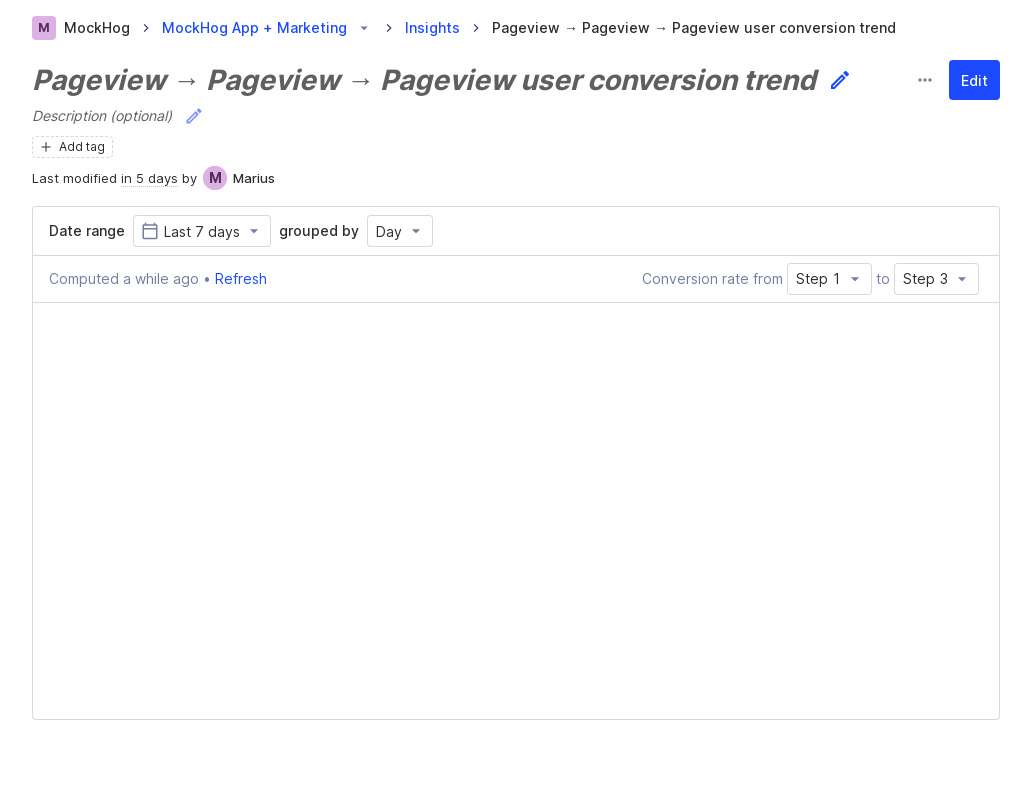 M MockHog MockHog App + Marketing Insights Pageview → Pageview → Pageview user conversion trend
Pageview → Pageview → Pageview user conversion trend
Edit
Description (optional)
Add tag
Last modified in 5 days by M Marius
Date range Last 7 days grouped by Day
Computed a while ago • Refresh Conversion rate from Step 1 to Step 3